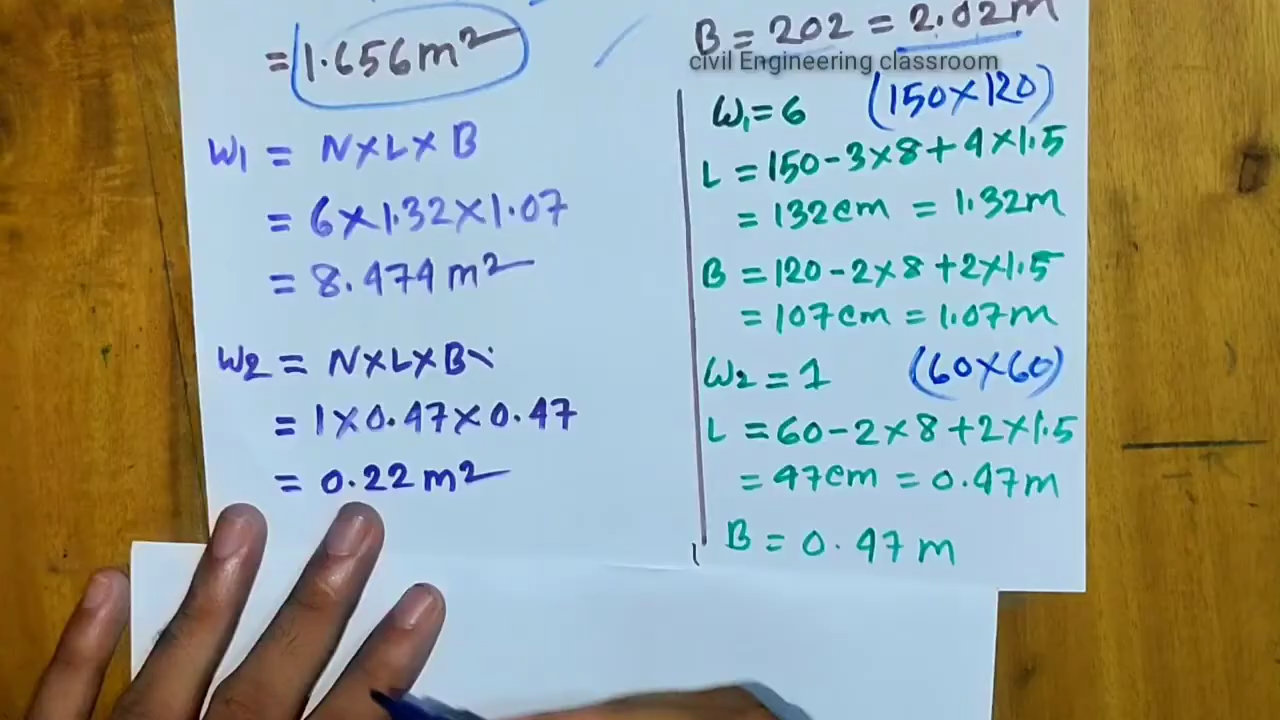 = 1.656m²
W1 = N×L×B
= 6×1.32×1.07
= 8.474 m²
W2 = N×L×B
= 1×0.47×0.47
= 0.22 m²
B = 202 = 2.02m
civil Engineering classroom
W1 = 6 (150×120)
L = 150-3×8+4×1.5
= 132cm = 1.32m
B = 120-2×8+2×1.5
= 107cm = 1.07m
W2 = 1 (60×60)
L = 60-2×8+2×1.5
= 47cm = 0.47m
B = 0.47m